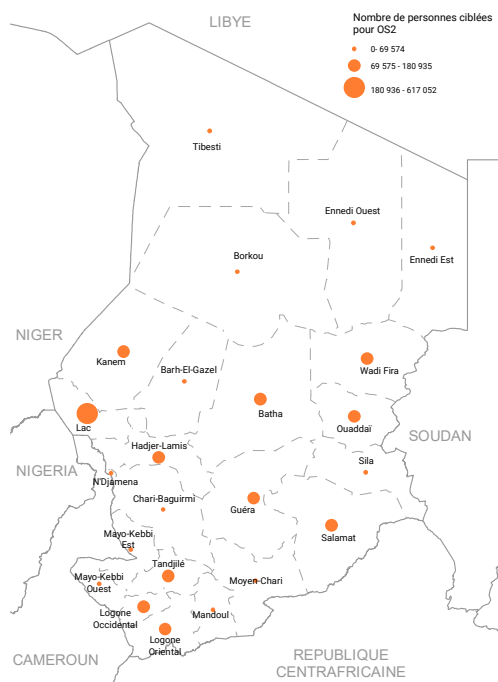 LIBYE
Nombre de personnes ciblées
pour OS2
0- 69 574
69 575 - 180 935
180 936 - 617 052
Tibesti
Ennedi Ouest
Ennedi Est
Borkou
NIGER
Kanem
Barh-El-Gazel
Wadi Fira
Batha
Ouaddaï
Lac
SOUDAN
Hadjer-Lamis
NIGERIA
Sila
N'Djamena
Chari-Baguirmi
Guéra
Salamat
Mayo-Kebbi
Est
Tandjilé
Mayo-Kebbi
Ouest
Moyen-Chari
Logone
Occidental
Mandoul
Logone
Oriental
CAMEROUN
REPUBLIQUE
CENTRAFRICAINE